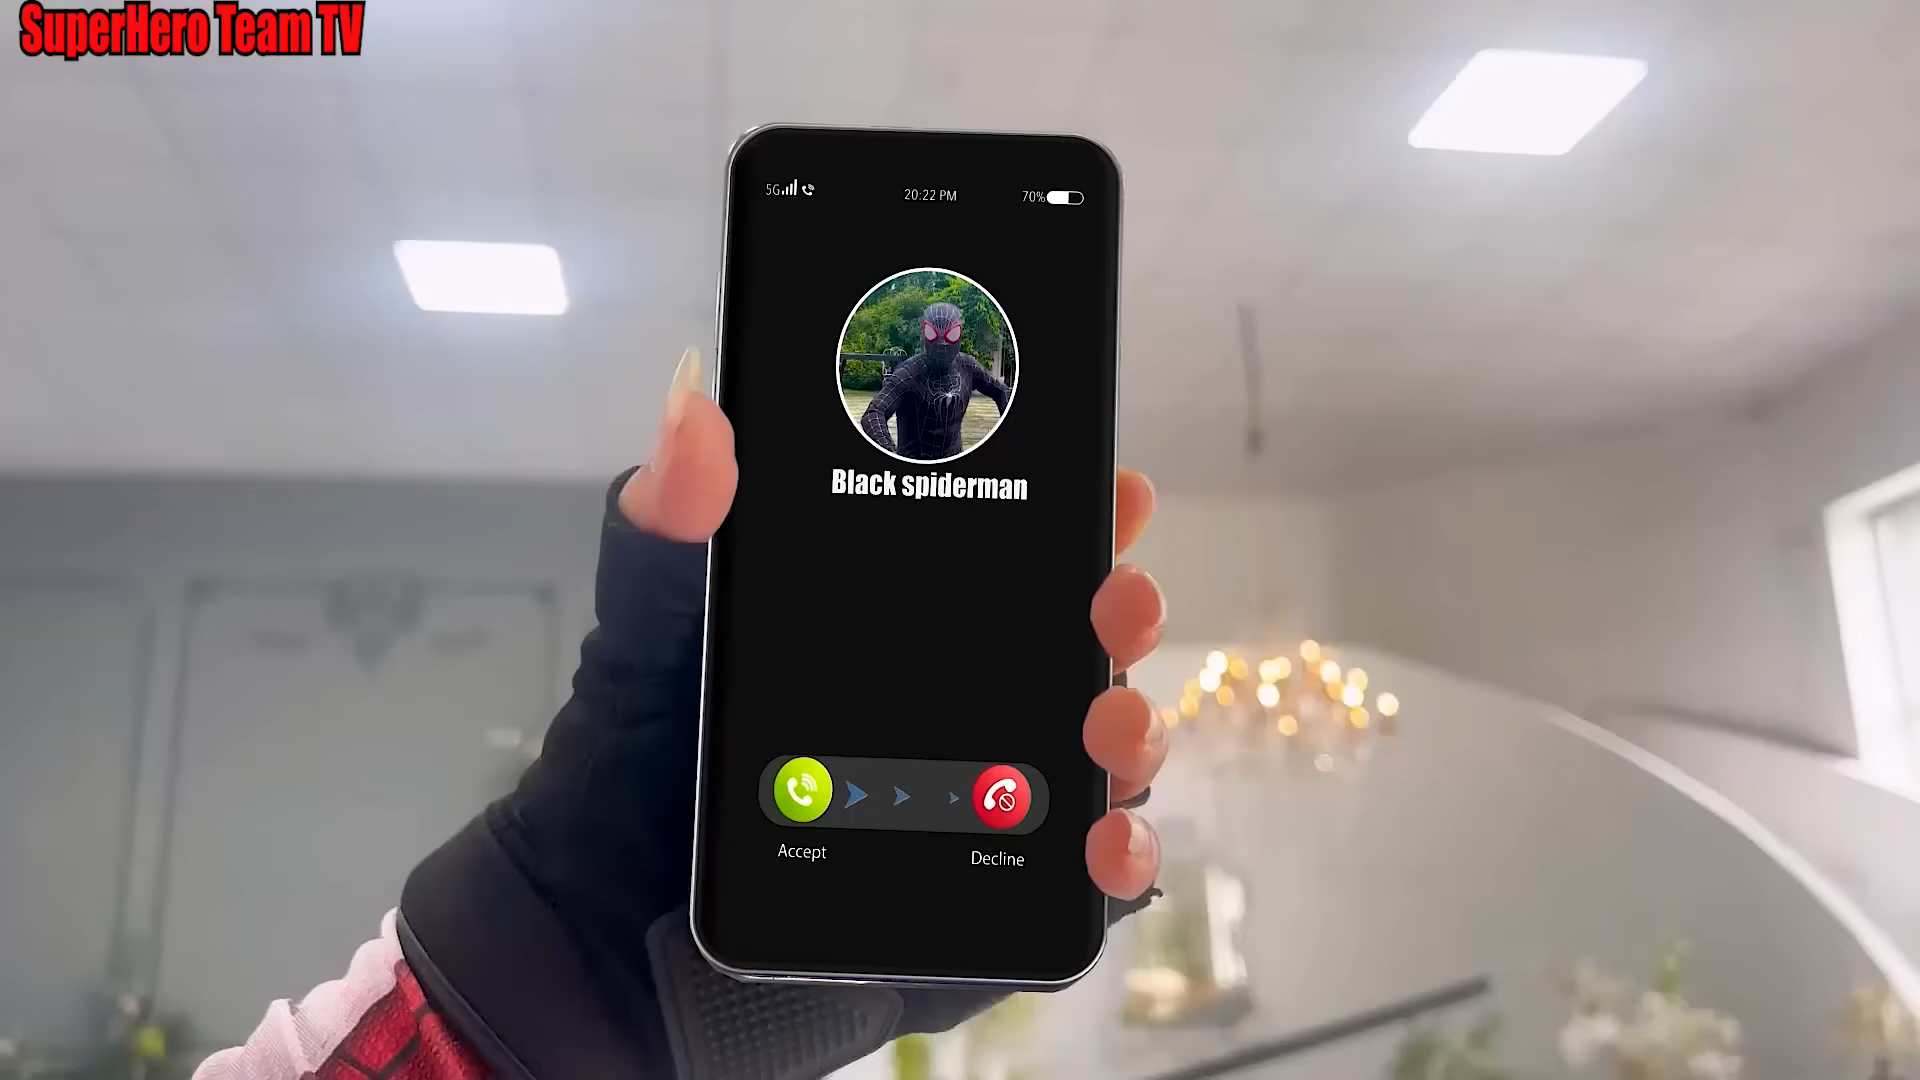 SuperHero Team TV
5G
20:22 PM
70%
Black spiderman
Accept
Decline